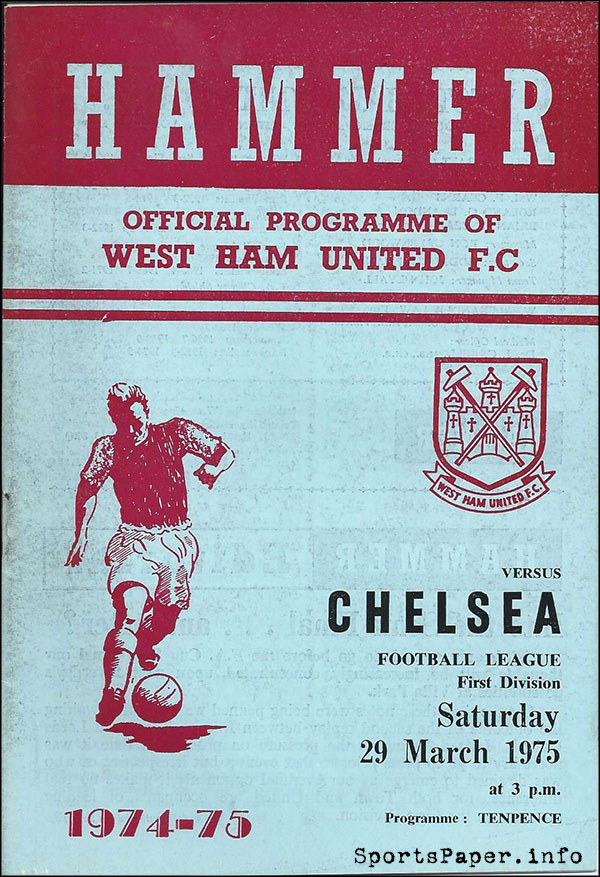 HAMMER
OFFICIAL PROGRAMME OF
WEST HAM UNITED F.C
WEST HAM UNITED F.C.
VERSUS
CHELSEA
FOOTBALL LEAGUE
First Division
Saturday
29 March 1975
at 3 p.m.
Programme : TENPENCE
1974-75
SportsPaper.info